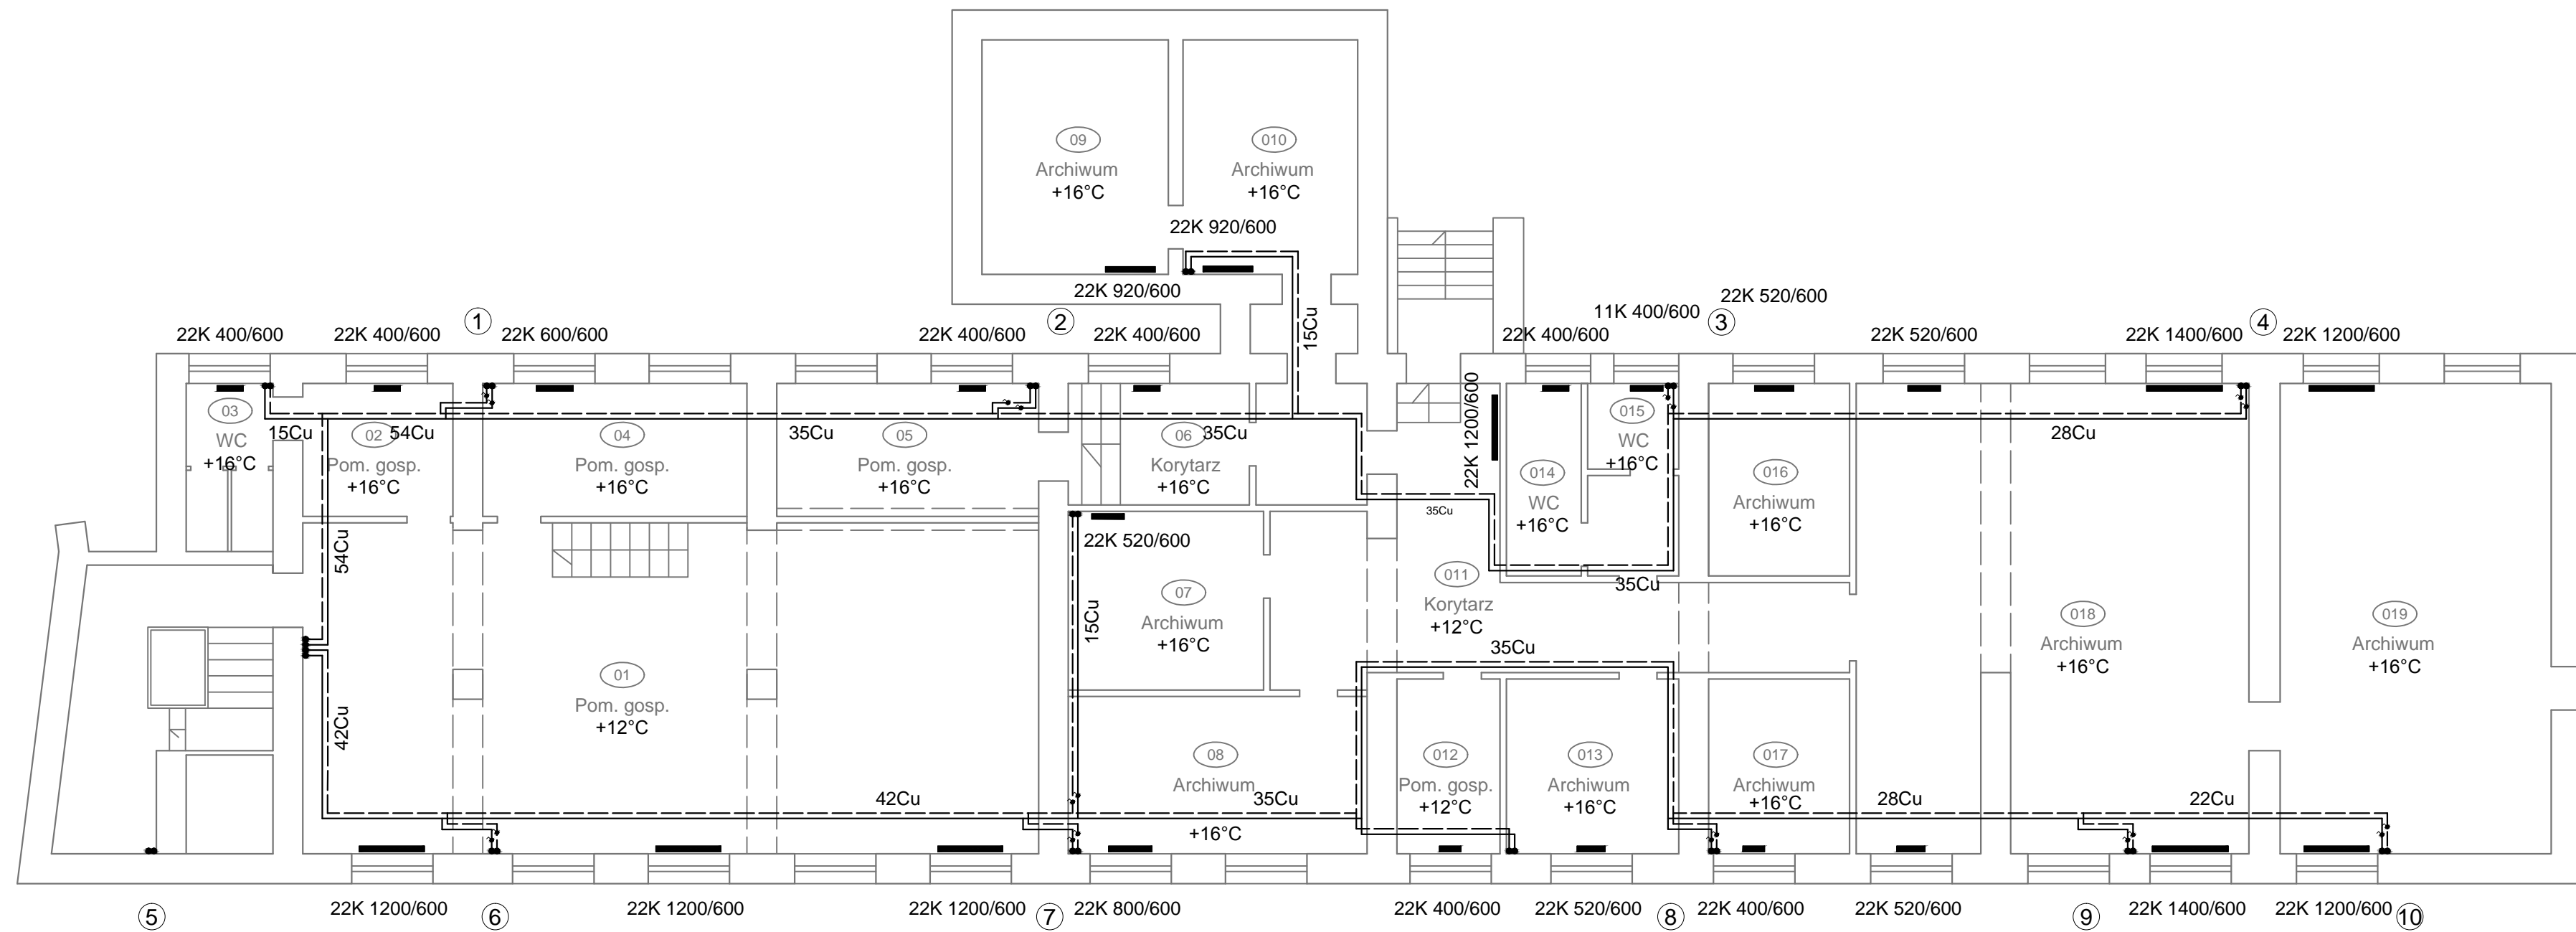 09
Archiwum
+16°C
010
Archiwum
+16°C
22K 920/600
22K 920/600
15Cu
22K 400/600
22K 400/600
1
22K 600/600
22K 400/600
2
22K 400/600
22K 400/600
11K 400/600
3
22K 520/600
22K 520/600
22K 1400/600
4
22K 1200/600
03
WC
+16°C
15Cu
02
Pom. gosp.
+16°C
54Cu
04
Pom. gosp.
+16°C
35Cu
05
Pom. gosp.
+16°C
06
Korytarz
+16°C
35Cu
22K 1200/600
35Cu
014
WC
+16°C
015
WC
+16°C
016
Archiwum
+16°C
28Cu
54Cu
22K 520/600
15Cu
07
Archiwum
+16°C
011
Korytarz
+12°C
35Cu
35Cu
018
Archiwum
+16°C
019
Archiwum
+16°C
01
Pom. gosp.
+12°C
42Cu
42Cu
08
Archiwum
+16°C
35Cu
012
Pom. gosp.
+12°C
013
Archiwum
+16°C
017
Archiwum
+16°C
28Cu
22Cu
5
22K 1200/600
6
22K 1200/600
22K 1200/600
7
22K 800/600
22K 400/600
22K 520/600
8
22K 400/600
22K 520/600
9
22K 1400/600
22K 1200/600
10